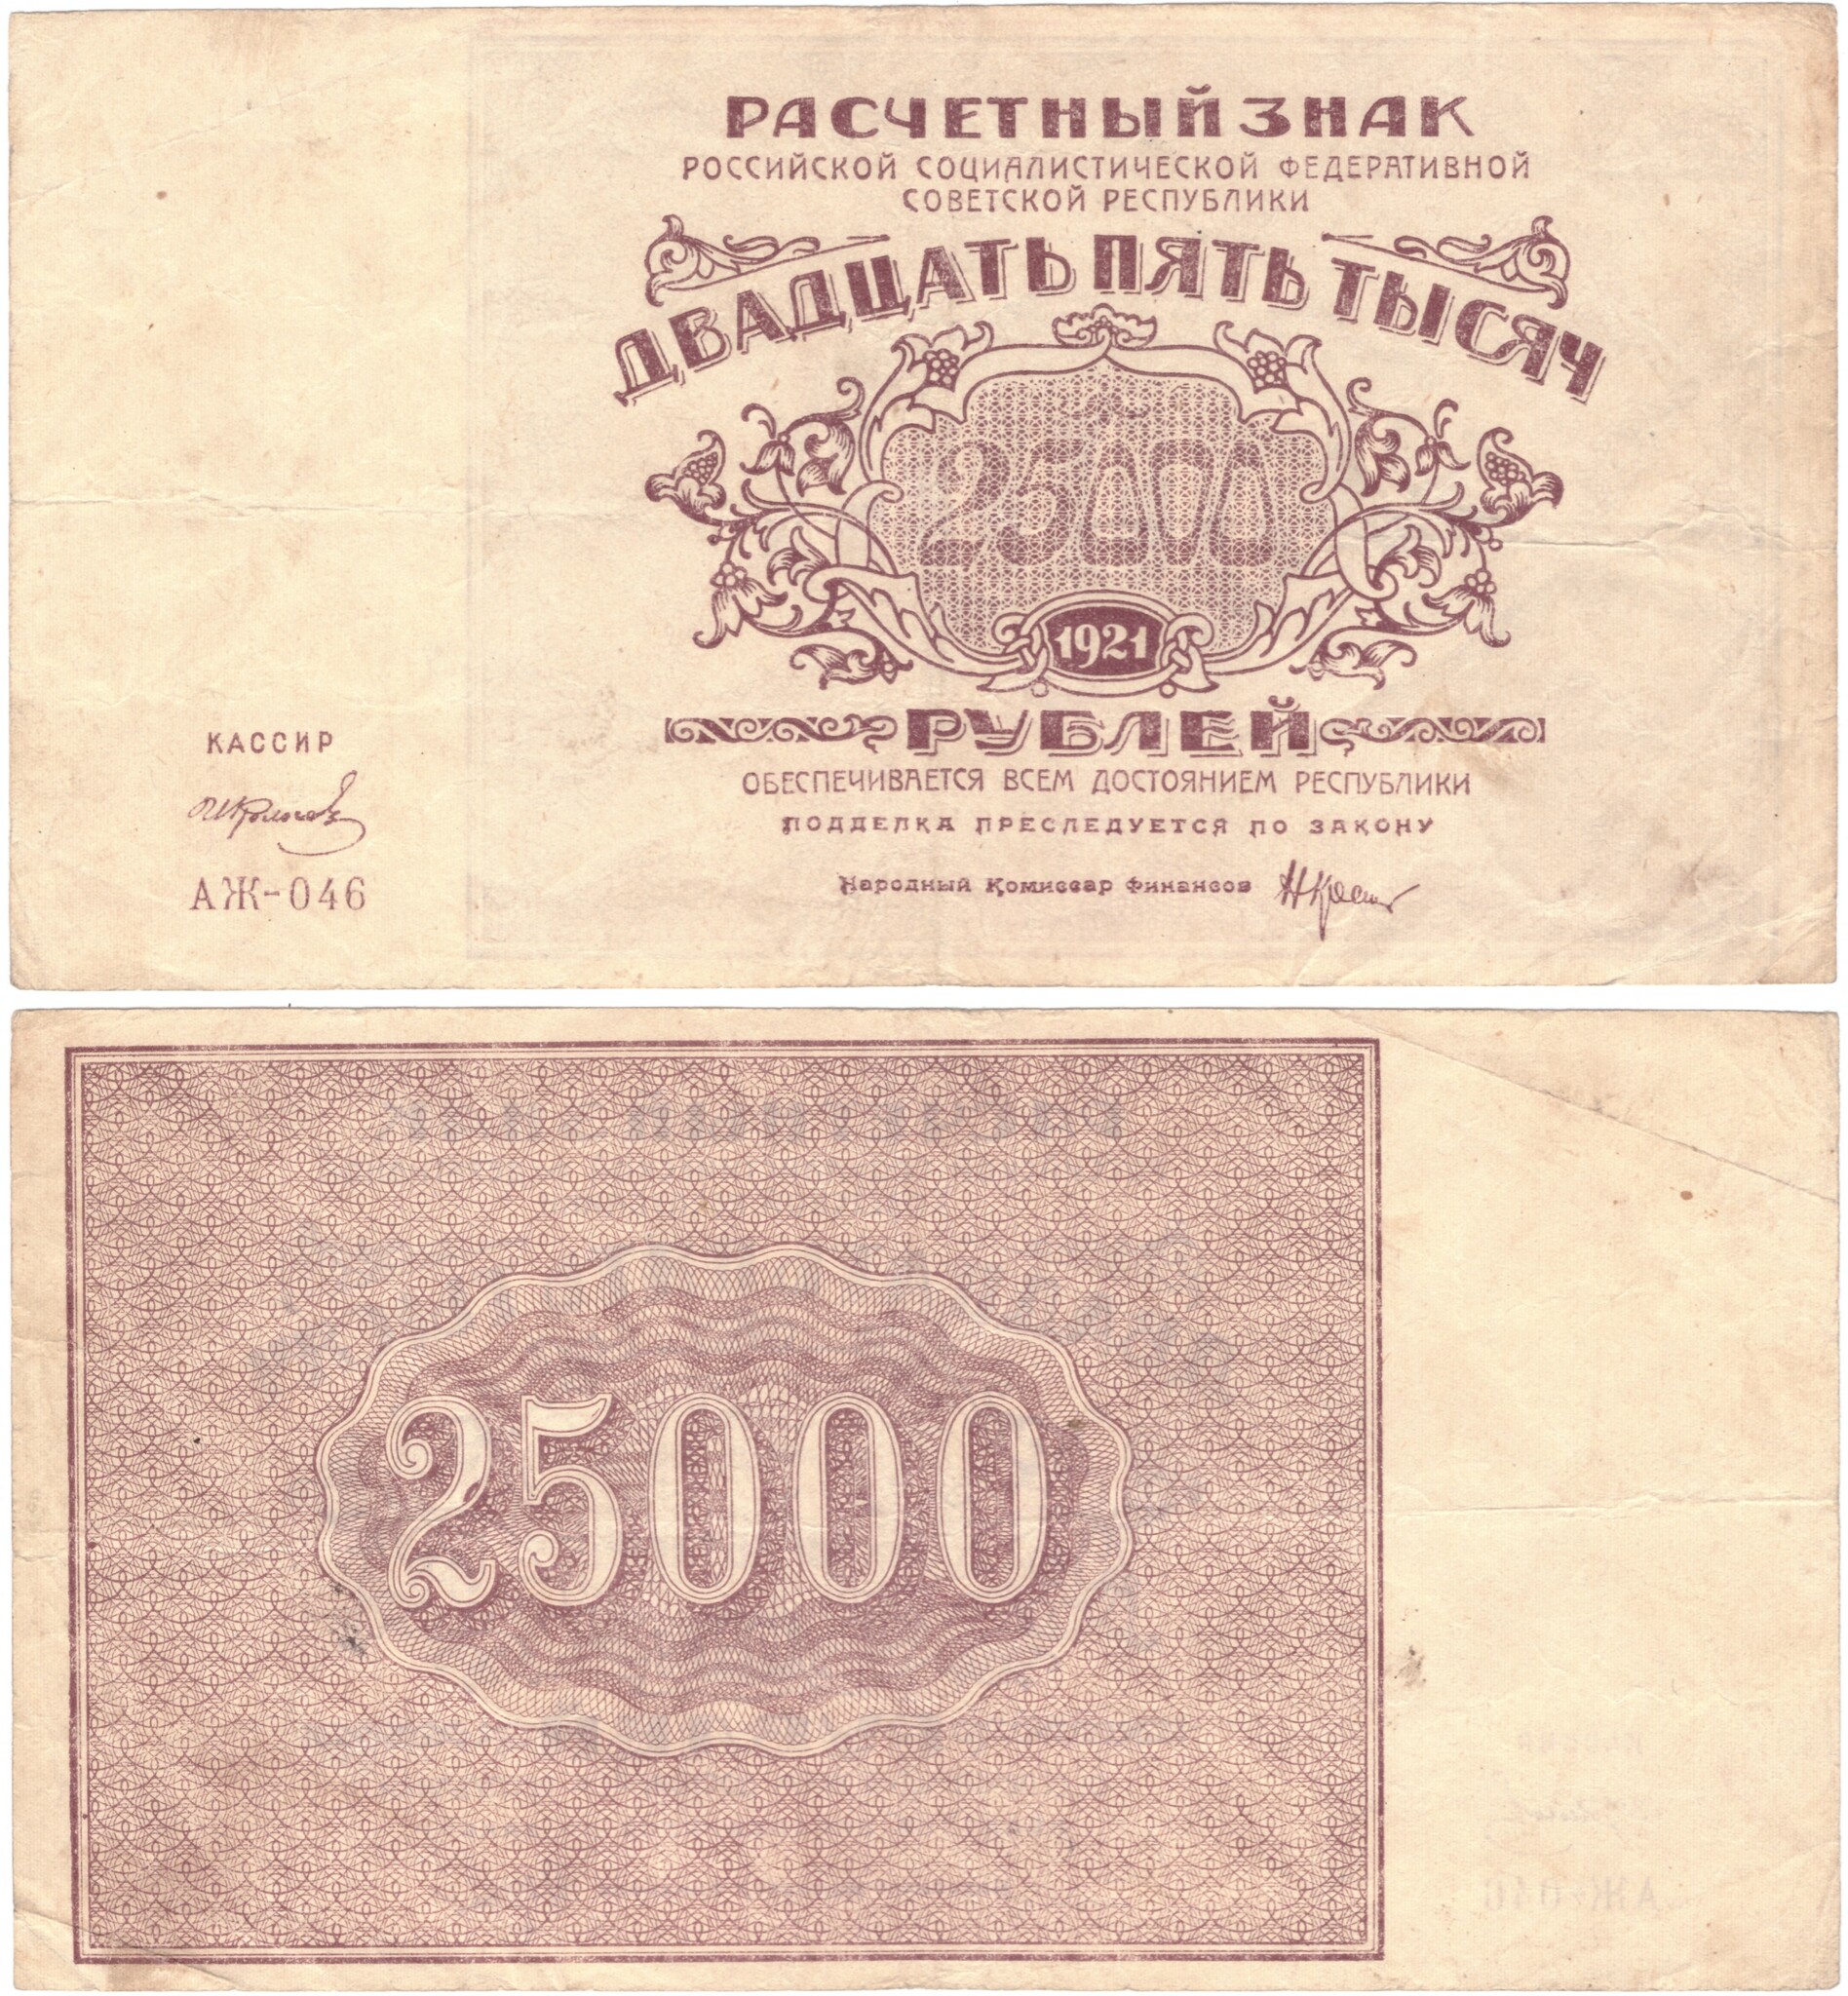 РАСЧЕТНЫЙ ЗНАК
РОССИЙСКОЙ СОЦИАЛИСТИЧЕСКОЙ ФЕДЕРАТИВНОЙ
СОВЕТСКОЙ РЕСПУБЛИКИ
ДВАДЦАТЬ ПЯТЬ ТЫСЯЧ
25000
1921
РУБЛЕЙ
ОБЕСПЕЧИВАЕТСЯ ВСЕМ ДОСТОЯНИЕМ РЕСПУБЛИКИ
ПОДДЕЛКА ПРЕСЛЕДУЕТСЯ ПО ЗАКОНУ
Народный Комиссар Финансов
КАССИР
АЖ-046
25000